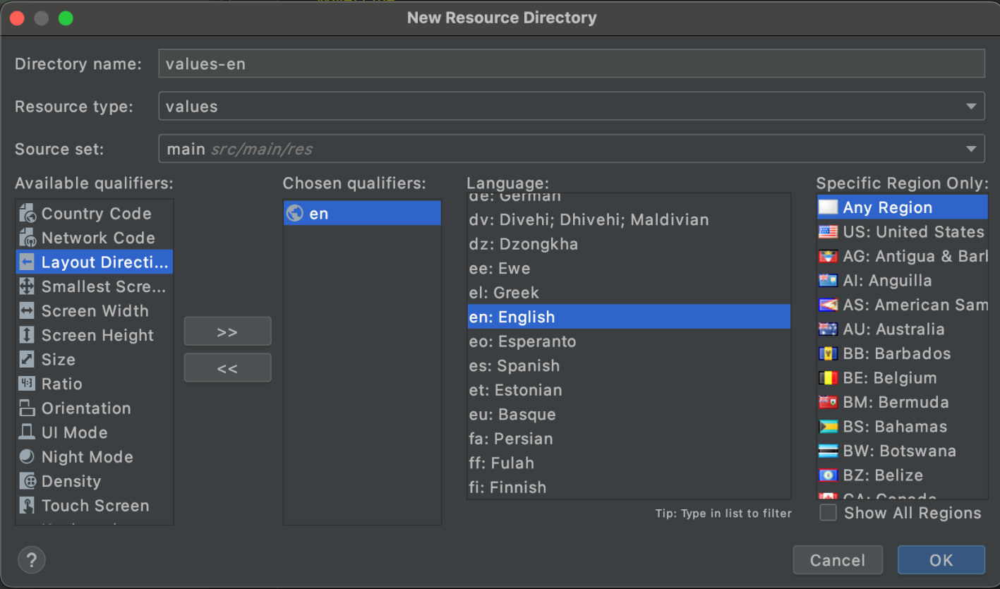 New Resource Directory
Directory name: values-en
Resource type: values
Source set: main src/main/res
Available qualifiers:
Country Code
Network Code
Layout Directi...
Smallest Scre...
Screen Width
Screen Height
Size
Ratio
Orientation
UI Mode
Night Mode
Density
Touch Screen
>>
<<
Chosen qualifiers:
en
Language:
de: German
dv: Divehi; Dhivehi; Maldivian
dz: Dzongkha
ee: Ewe
el: Greek
en: English
eo: Esperanto
es: Spanish
et: Estonian
eu: Basque
fa: Persian
ff: Fulah
fi: Finnish
Tip: Type in list to filter
Specific Region Only:
Any Region
US: United States
AG: Antigua & Barl
AI: Anguilla
AS: American Sam
AU: Australia
BB: Barbados
BE: Belgium
BM: Bermuda
BS: Bahamas
BW: Botswana
BZ: Belize
CA: Canada
Show All Regions
?
Cancel
OK